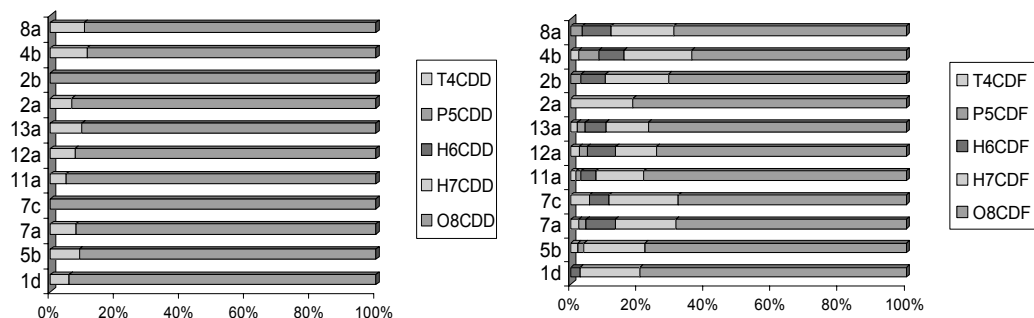 8a
4b
2b
2a
13a
12a
11a
7c
7a
5b
1d
0% 20% 40% 60% 80% 100%
T4CDD
P5CDD
H6CDD
H7CDD
O8CDD
8a
4b
2b
2a
13a
12a
11a
7c
7a
5b
1d
0% 20% 40% 60% 80% 100%
T4CDF
P5CDF
H6CDF
H7CDF
O8CDF